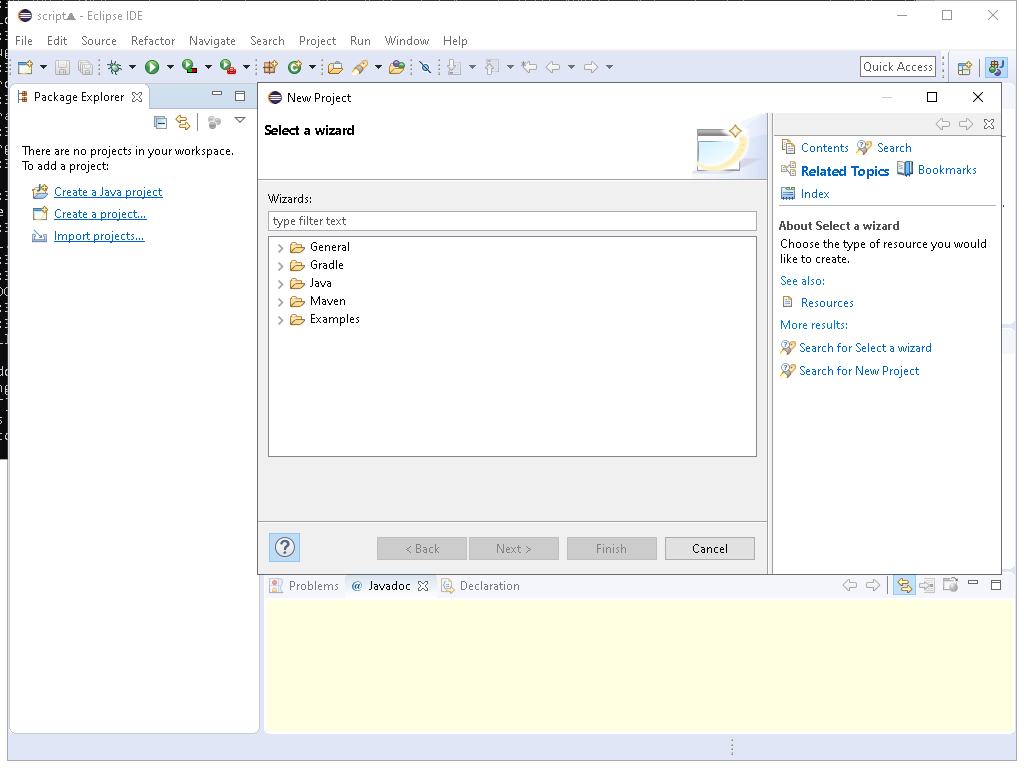 script▲ - Eclipse IDE
File Edit Source Refactor Navigate Search Project Run Window Help
Quick Access
Package Explorer
There are no projects in your workspace.
To add a project:
Create a Java project
Create a project...
Import projects...
New Project
Select a wizard
Wizards:
type filter text
General
Gradle
Java
Maven
Examples
? < Back Next > Finish Cancel
Contents Search
Related Topics Bookmarks
Index
About Select a wizard
Choose the type of resource you would
like to create.
See also:
Resources
More results:
Search for Select a wizard
Search for New Project
Problems @ Javadoc Declaration